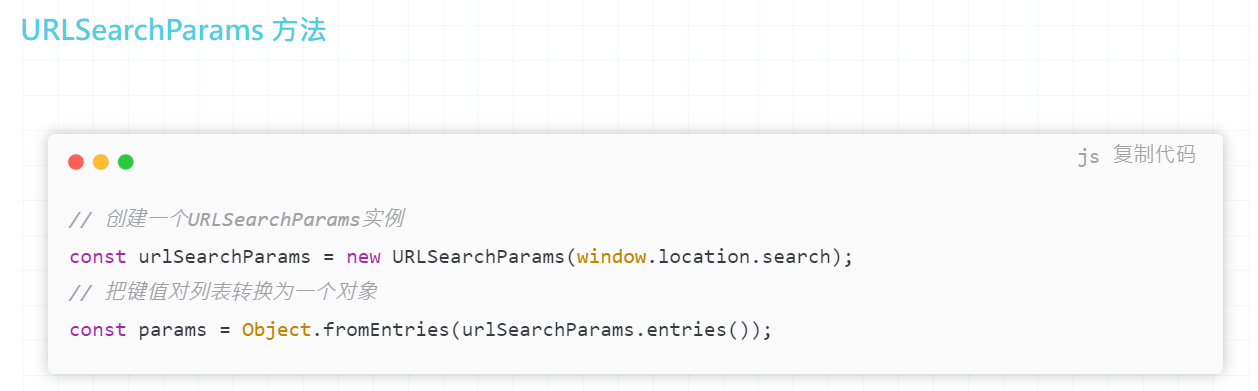 URLSearchParams 方法
js 复制代码
// 创建一个URLSearchParams实例
const urlSearchParams = new URLSearchParams(window.location.search);
// 把键值对列表转换为一个对象
const params = Object.fromEntries(urlSearchParams.entries());